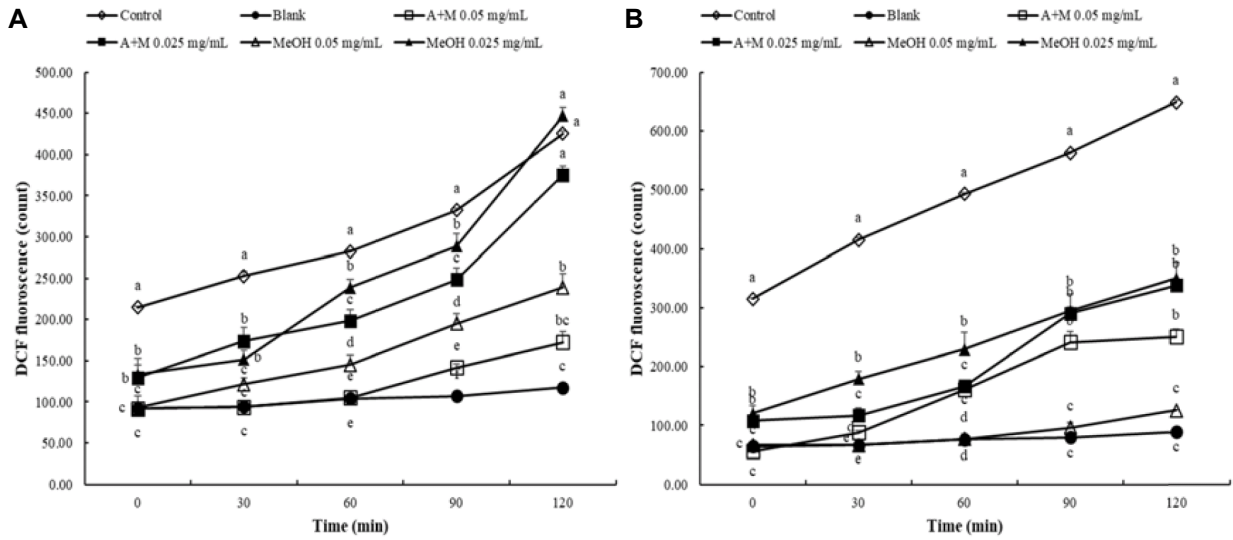 A
Control Blank A+M 0.05 mg/mL
A+M 0.025 mg/mL MeOH 0.05 mg/mL MeOH 0.025 mg/mL
500.00
450.00
400.00
350.00
300.00
250.00
200.00
150.00
100.00
50.00
0.00
DCF fluoroscence (count)
a
a
a
a
a
a
a
b
b
c
b
c
c
d
b
b
b
d
e
bc
b
c
c
e
c
c
c
c
e
0 30 60 90 120
Time (min)
B
Control Blank A+M 0.05 mg/mL
A+M 0.025 mg/mL MeOH 0.05 mg/mL MeOH 0.025 mg/mL
700.00
600.00
500.00
400.00
300.00
200.00
100.00
0.00
DCF fluoroscence (count)
a
a
a
a
a
b
b
b
b
b
b
b
b
b
b
c
c
c
c
c
c
c
c
e
d
c
c
e
d
c
0 30 60 90 120
Time (min)